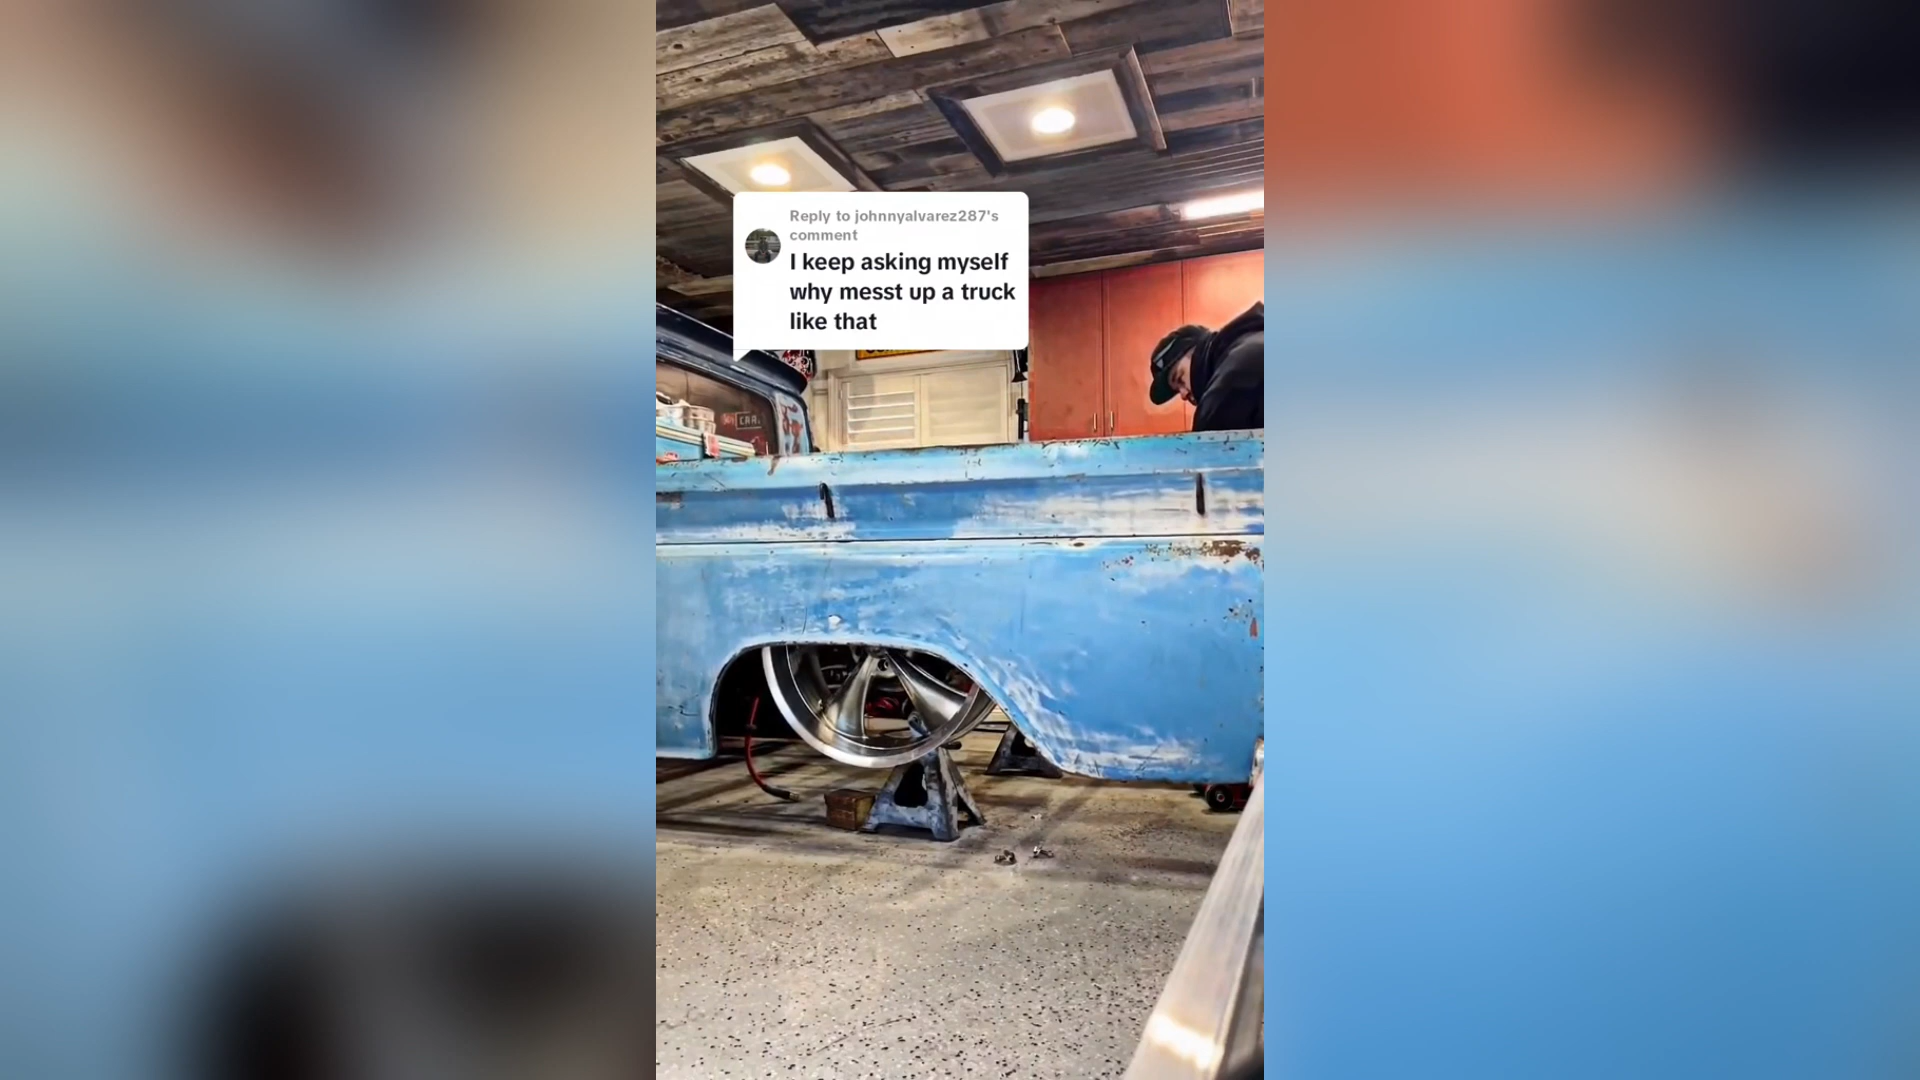 Reply to johnnyalvarez287's
comment
I keep asking myself
why messt up a truck
like that